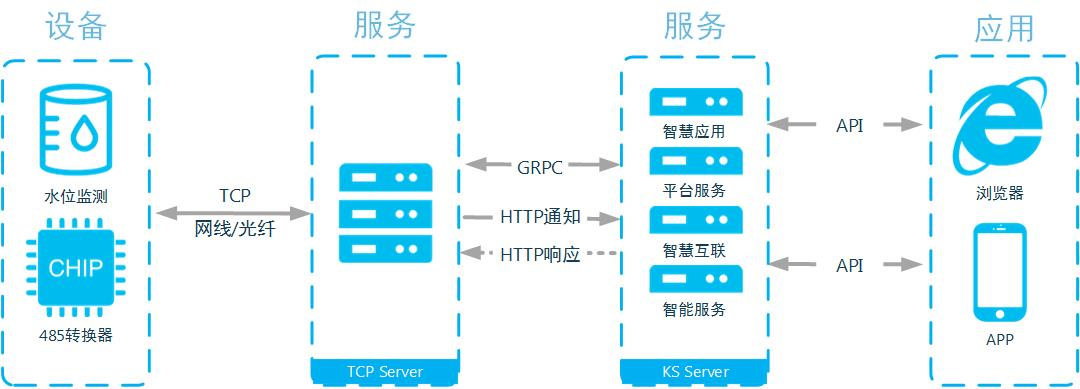 设备
服务
服务
应用
水位监测
CHIP
485转换器
TCP
网线/光纤
TCP Server
GRPC
HTTP通知
HTTP响应
智慧应用
平台服务
智慧互联
智能服务
KS Server
API
API
浏览器
APP